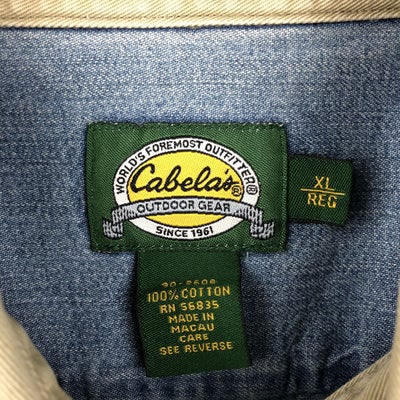 WORLD'S FOREMOST OUTFITTER®
Cabela's®
OUTDOOR GEAR
SINCE 1961
XL
REG
100% COTTON
RN 56835
MADE IN
MACAU
CARE
SEE REVERSE